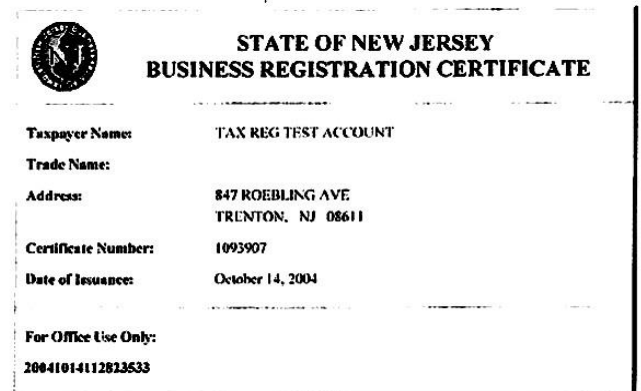 STATE OF NEW JERSEY
BUSINESS REGISTRATION CERTIFICATE
Taxpayer Name: TAX REG TEST ACCOUNT
Trade Name:
Address: 847 ROEBLING AVE
TRENTON, NJ 08611
Certificate Number: 1093907
Date of Issuance: October 14, 2004
For Office Use Only:
20041014112823533